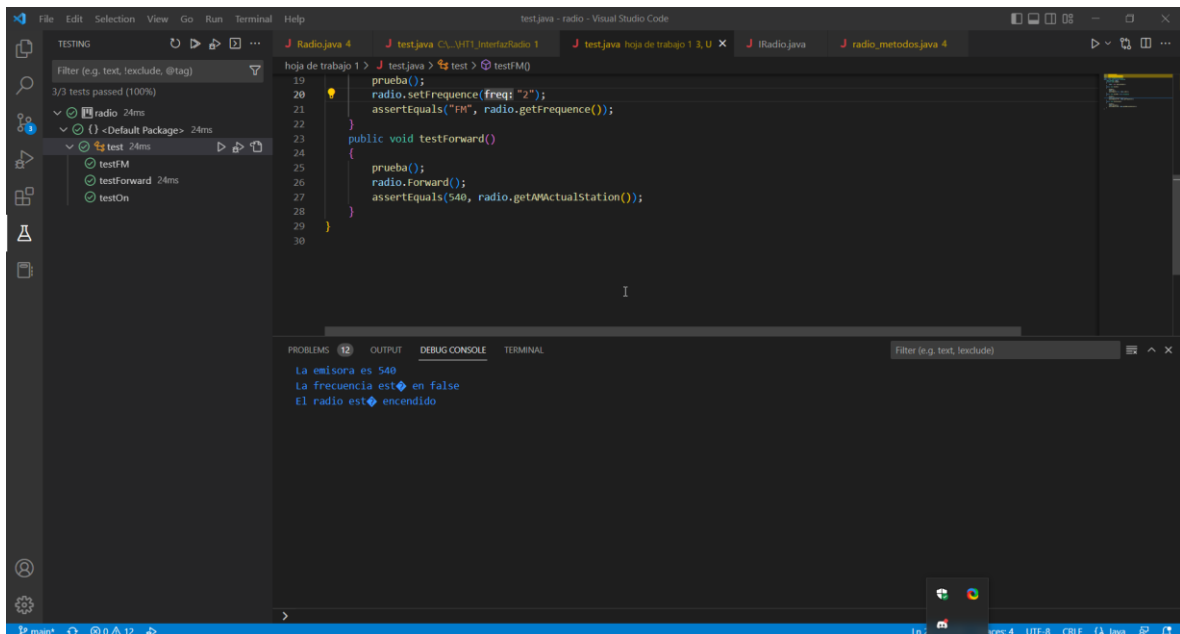 File Edit Selection View Go Run Terminal Help test.java - radio - Visual Studio Code
TESTING
Filter (e.g. text, !exclude, @tag)
3/3 tests passed (100%)
radio 24ms
{} <Default Package> 24ms
test 24ms
testFM
testForward 24ms
testOn
3
J Radio.java 4 J test.java C:\...\HT1_InterfazRadio 1 J test.java hoja de trabajo 1 3, U J IRadio.java J radio_metodos.java 4
hoja de trabajo 1 > J test.java > test > testFM()
19 prueba();
20 radio.setFrequence(freq: "2");
21 assertEquals("FM", radio.getFrequence());
22 }
23 public void testForward()
24 {
25 prueba();
26 radio.Forward();
27 assertEquals(540, radio.getAMActualStation());
28 }
29 }
30
PROBLEMS 12 OUTPUT DEBUG CONSOLE TERMINAL Filter (e.g. text, !exclude)
La emisora es 540
La frecuencia est� en false
El radio est� encendido
>
main* 0 12 UTF-8 CRLF {} Java